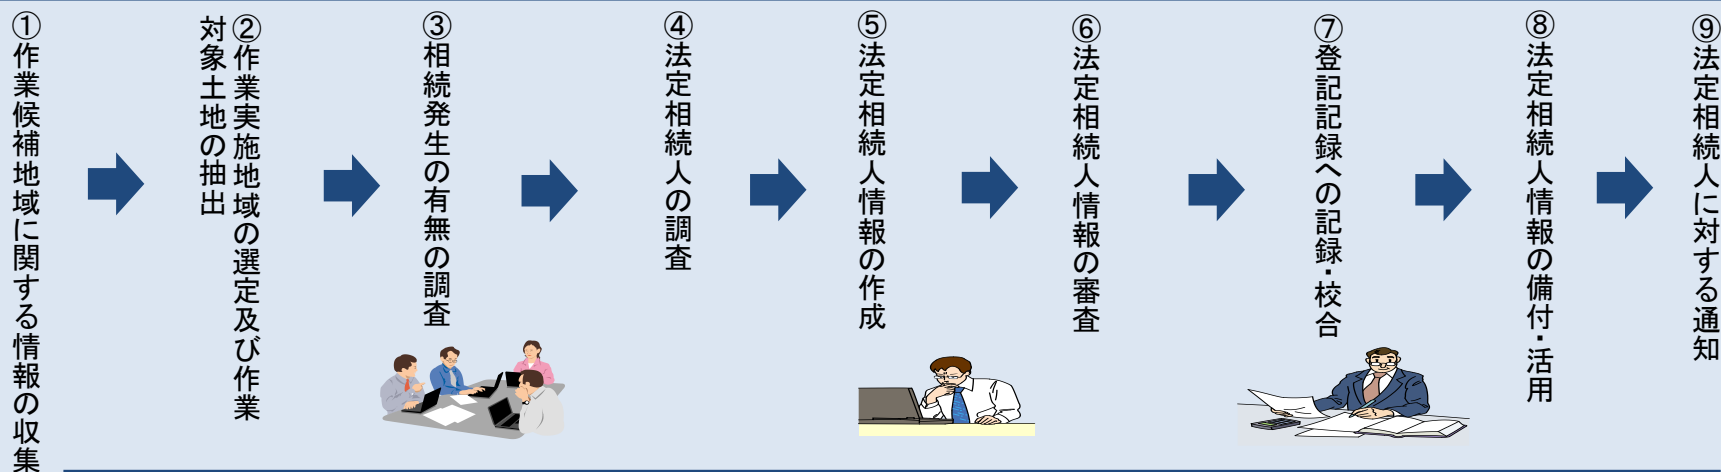 ①作業候補地域に関する情報の収集
②作業実施地域の選定及び作業
対象土地の抽出
③相続発生の有無の調査
④法定相続人の調査
⑤法定相続人情報の作成
⑥法定相続人情報の審査
⑦登記記録への記録・校合
⑧法定相続人情報の備付・活用
⑨法定相続人に対する通知